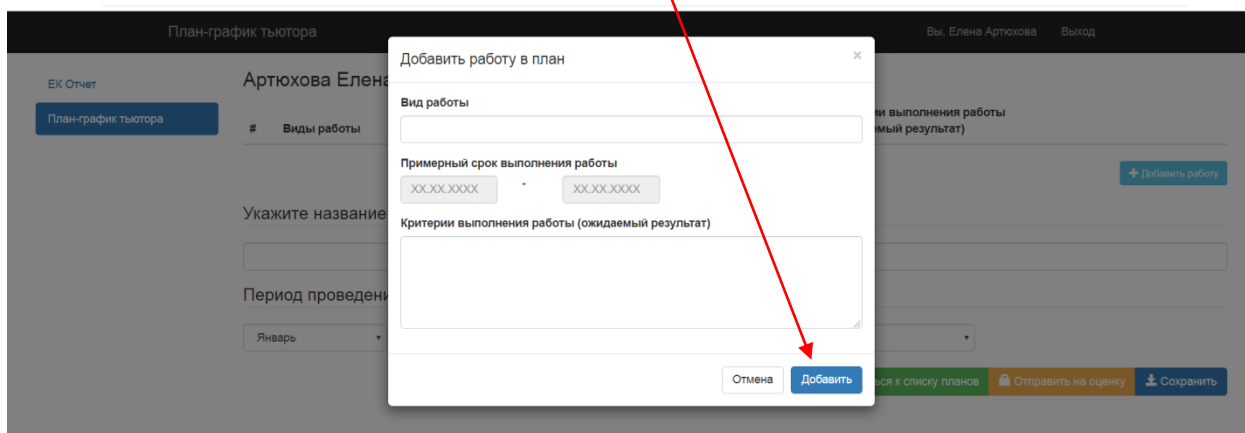 План-график тьютора
Вы, Елена Артюхова
Выход
ЕК Отчет
План-график тьютора
Артюхова Елена
# Виды работы
ии выполнения работы
мый результат)
Добавить работу
Укажите название
Период проведени
Январь
ься к списку планов
Отправить на оценку
Сохранить
Добавить работу в план
×
Вид работы
Примерный срок выполнения работы
XX.XX.XXXX - XX.XX.XXXX
Критерии выполнения работы (ожидаемый результат)
Отмена
Добавить